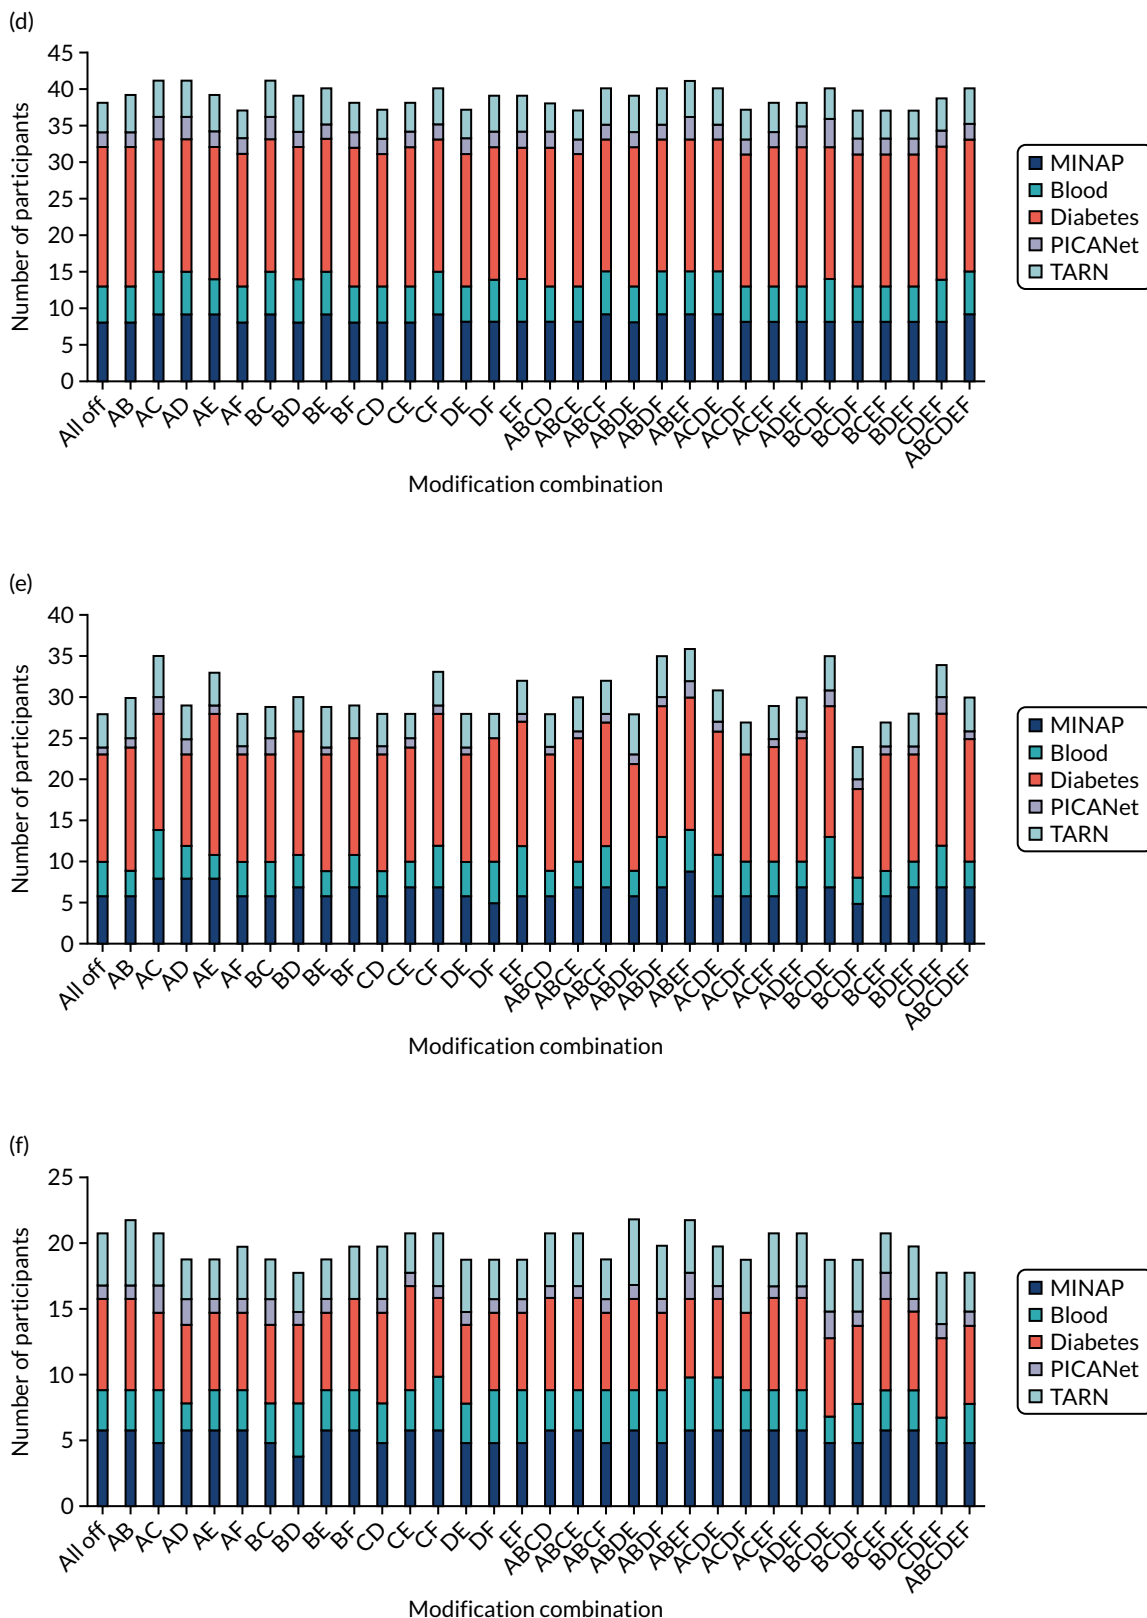 (d)
45
40
35
30
25
20
15
10
5
0
Number of participants
All off AB AC AD AE AF BC BD BE BF CD CE CF DE DF EF ABCD ABCE ABCF ABDE ABDF ABEF ACDE ACDF ACEF ADEF BCDE BCDF BCEF BDEF CDEF ABCDEF
Modification combination
MINAP
Blood
Diabetes
PICANet
TARN
(e)
40
35
30
25
20
15
10
5
0
Number of participants
All off AB AC AD AE AF BC BD BE BF CD CE CF DE DF EF ABCD ABCE ABCF ABDE ABDF ABEF ACDE ACDF ACEF ADEF BCDE BCDF BCEF BDEF CDEF ABCDEF
Modification combination
MINAP
Blood
Diabetes
PICANet
TARN
(f)
25
20
15
10
5
0
Number of participants
All off AB AC AD AE AF BC BD BE BF CD CE CF DE DF EF ABCD ABCE ABCF ABDE ABDF ABEF ACDE ACDF ACEF ADEF BCDE BCDF BCEF BDEF CDEF ABCDEF
Modification combination
MINAP
Blood
Diabetes
PICANet
TARN